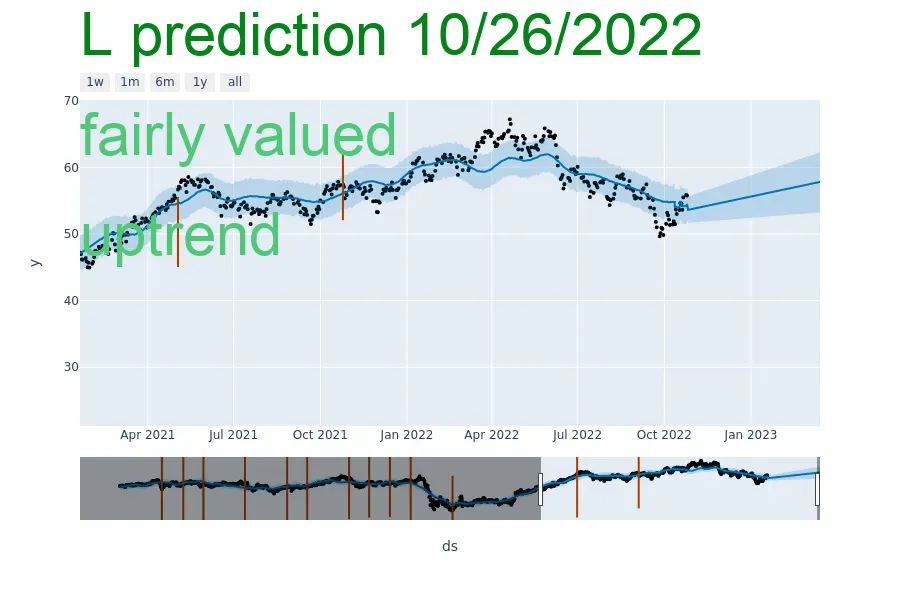 L prediction 10/26/2022
1w 1m 6m 1y all
70
fairly valued
60
50
uptrend
y
40
30
Apr 2021 Jul 2021 Oct 2021 Jan 2022 Apr 2022 Jul 2022 Oct 2022 Jan 2023
ds